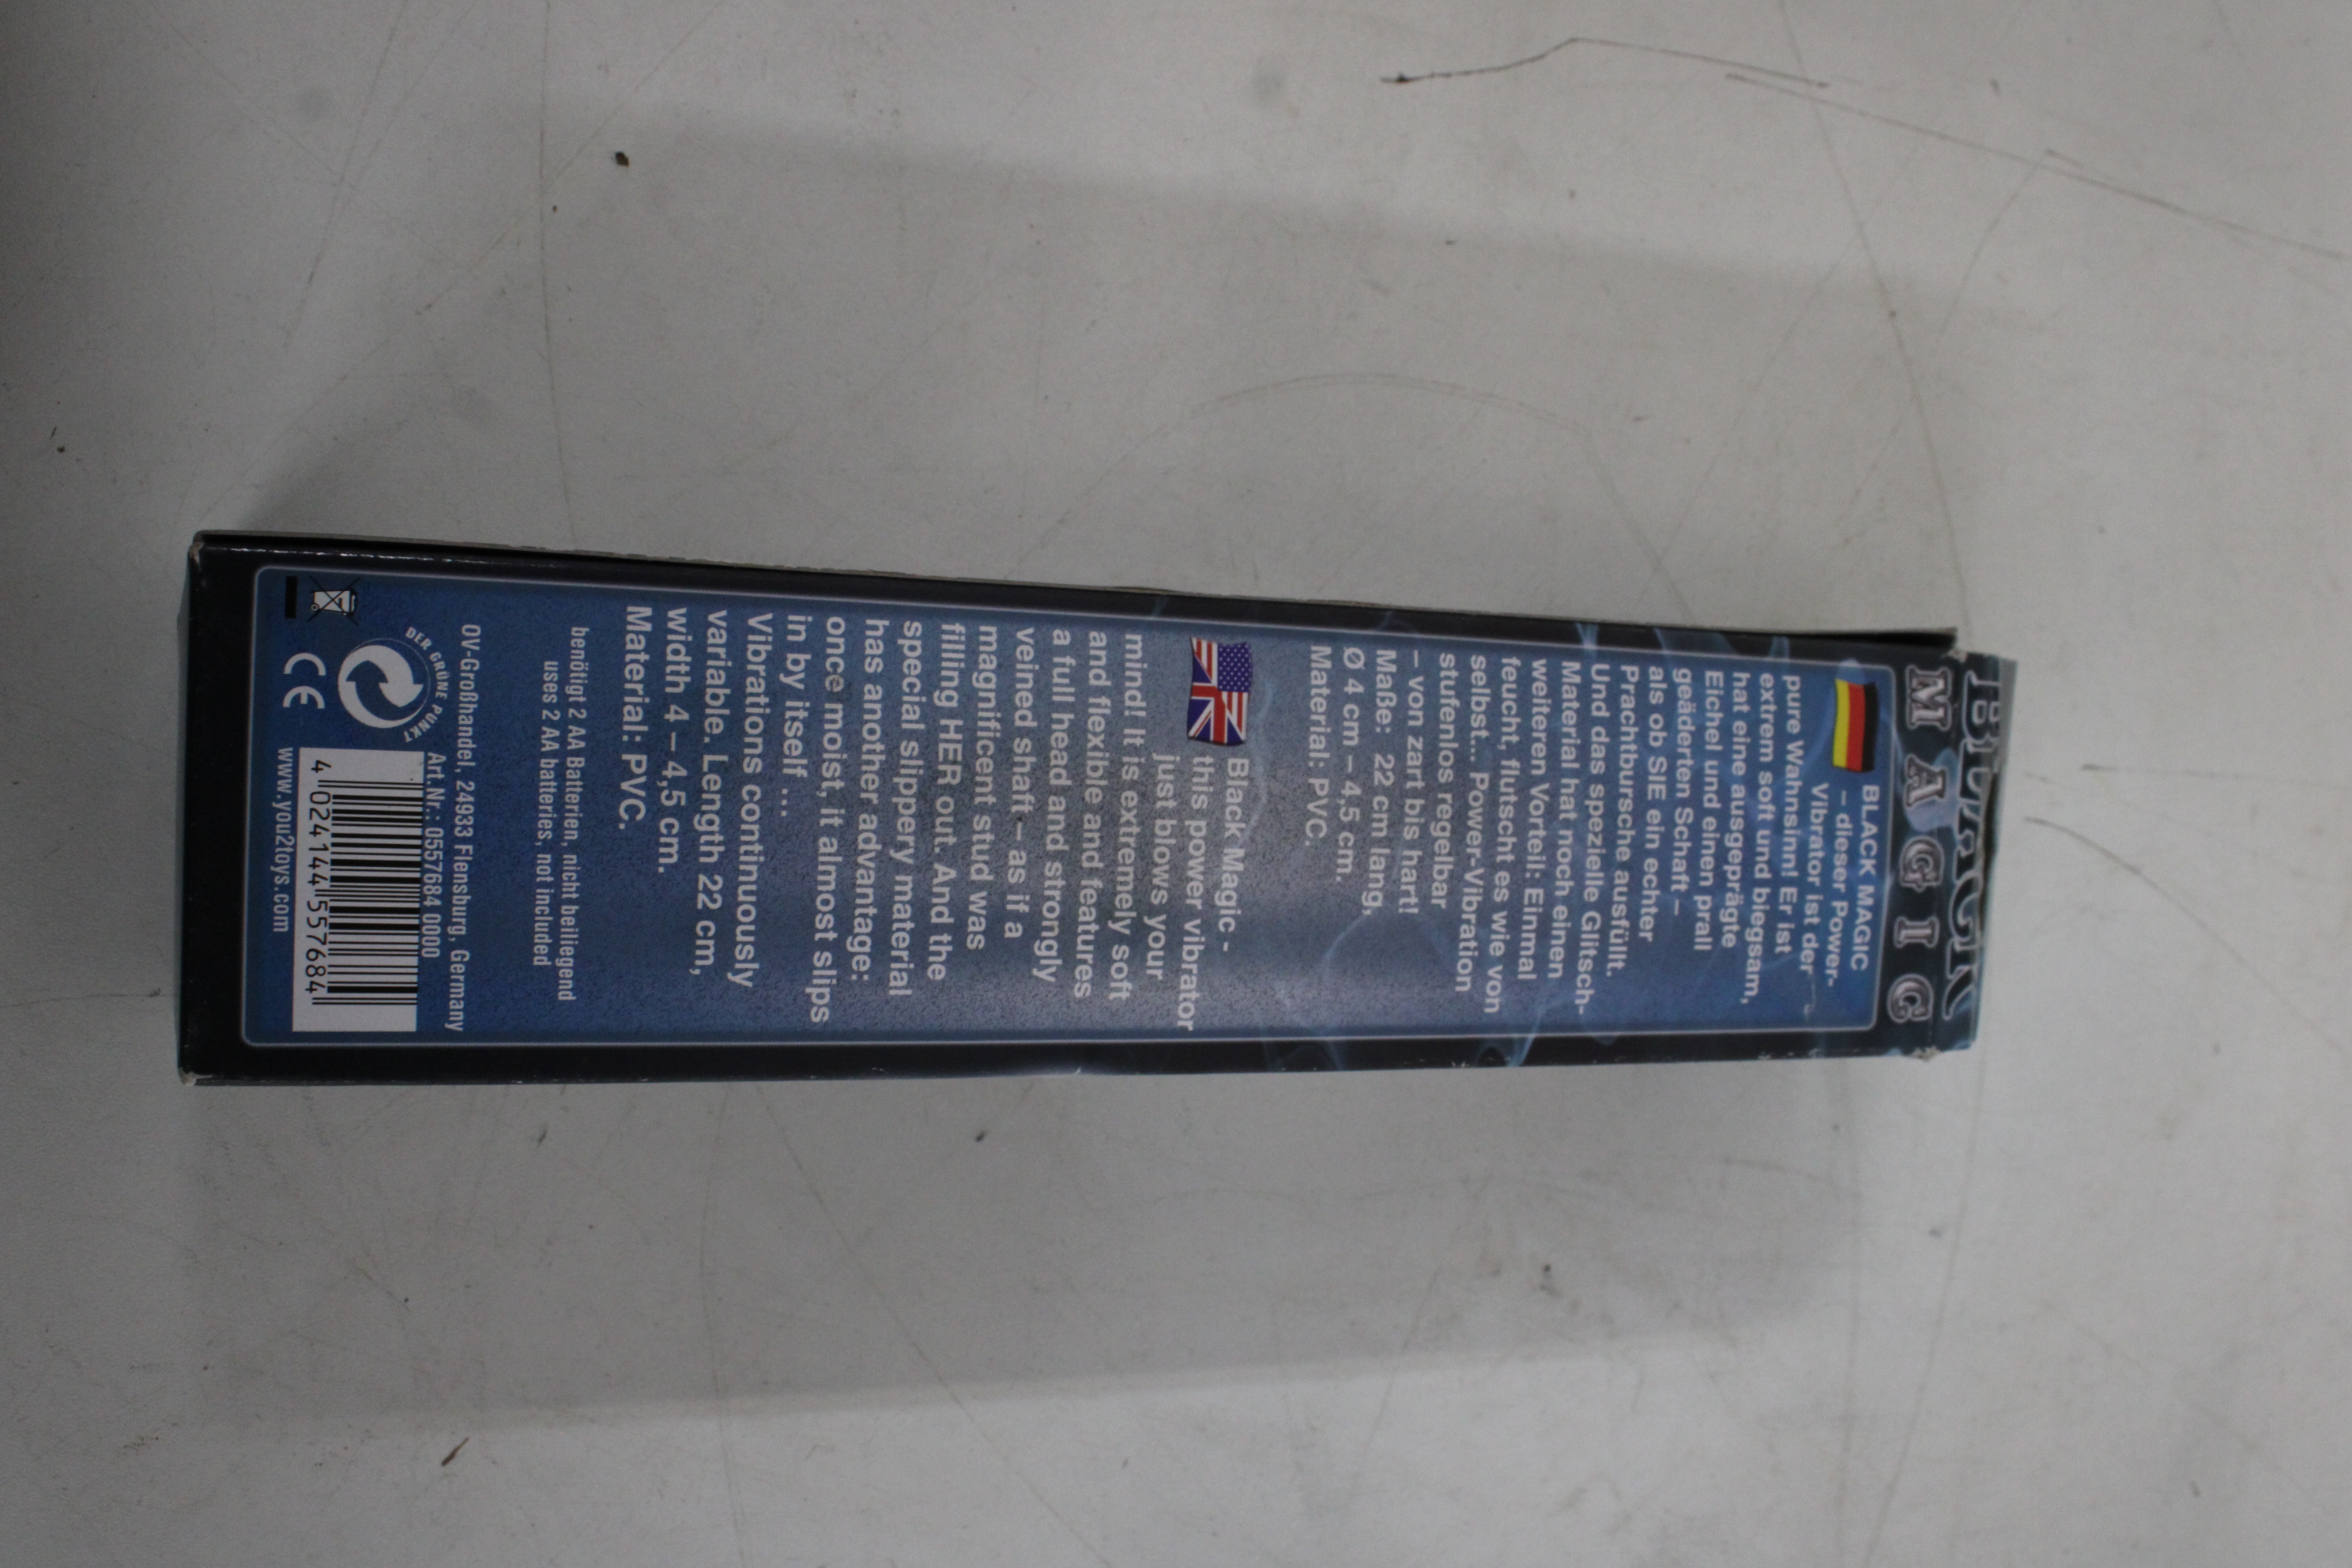 BLACK
MAGIC
BLACK MAGIC
– dieser Power-
Vibrator ist der
pure Wahnsinn! Er ist
extrem soft und biegsam,
hat eine ausgeprägte
Eichel und einen prall
geäderten Schaft –
als ob SIE ein echter
Prachtbursche ausfüllt.
Und das spezielle Glitsch-
Material hat noch einen
weiteren Vorteil: Einmal
feucht, flutscht es wie von
selbst... Power-Vibration
stufenlos regelbar
– von zart bis hart!
Maße: 22 cm lang,
Ø 4 cm – 4,5 cm.
Material: PVC.
Black Magic -
this power vibrator
just blows your
mind! It is extremely soft
and flexible and features
a full head and strongly
veined shaft – as if a
magnificent stud was
filling HER out. And the
special slippery material
has another advantage:
once moist, it almost slips
in by itself ...
Vibrations continuously
variable. Length 22 cm,
width 4 – 4,5 cm.
Material: PVC.
benötigt 2 AA Batterien, nicht beiliegend
uses 2 AA batteries, not included
OV-Großhandel, 24933 Flensburg, Germany
DER GRÜNE PUNKT
Art.Nr.: 0557684 0000
4 024144 557684
CE
www.you2toys.com